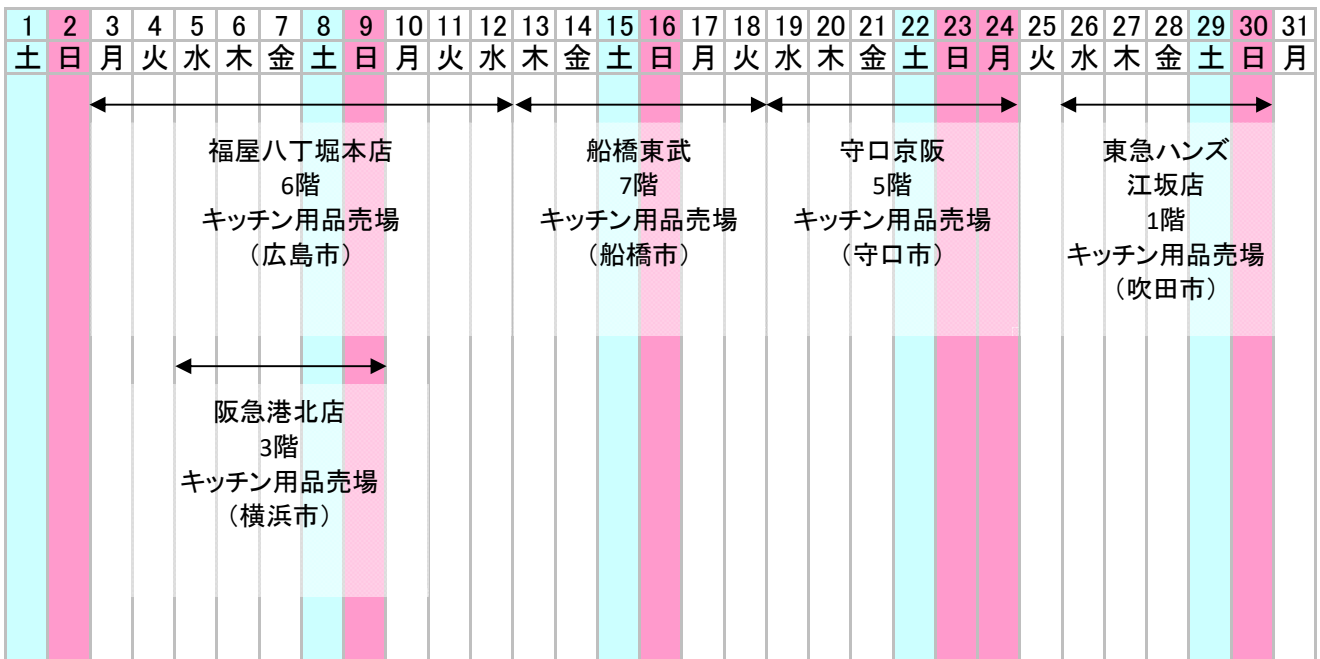 1 2 3 4 5 6 7 8 9 10 11 12 13 14 15 16 17 18 19 20 21 22 23 24 25 26 27 28 29 30 31
土 日 月 火 水 木 金 土 日 月 火 水 木 金 土 日 月 火 水 木 金 土 日 月 火 水 木 金 土 日 月
福屋八丁堀本店
6階
キッチン用品売場
（広島市）
船橋東武
7階
キッチン用品売場
（船橋市）
守口京阪
5階
キッチン用品売場
（守口市）
東急ハンズ
江坂店
1階
キッチン用品売場
（吹田市）
阪急港北店
3階
キッチン用品売場
（横浜市）